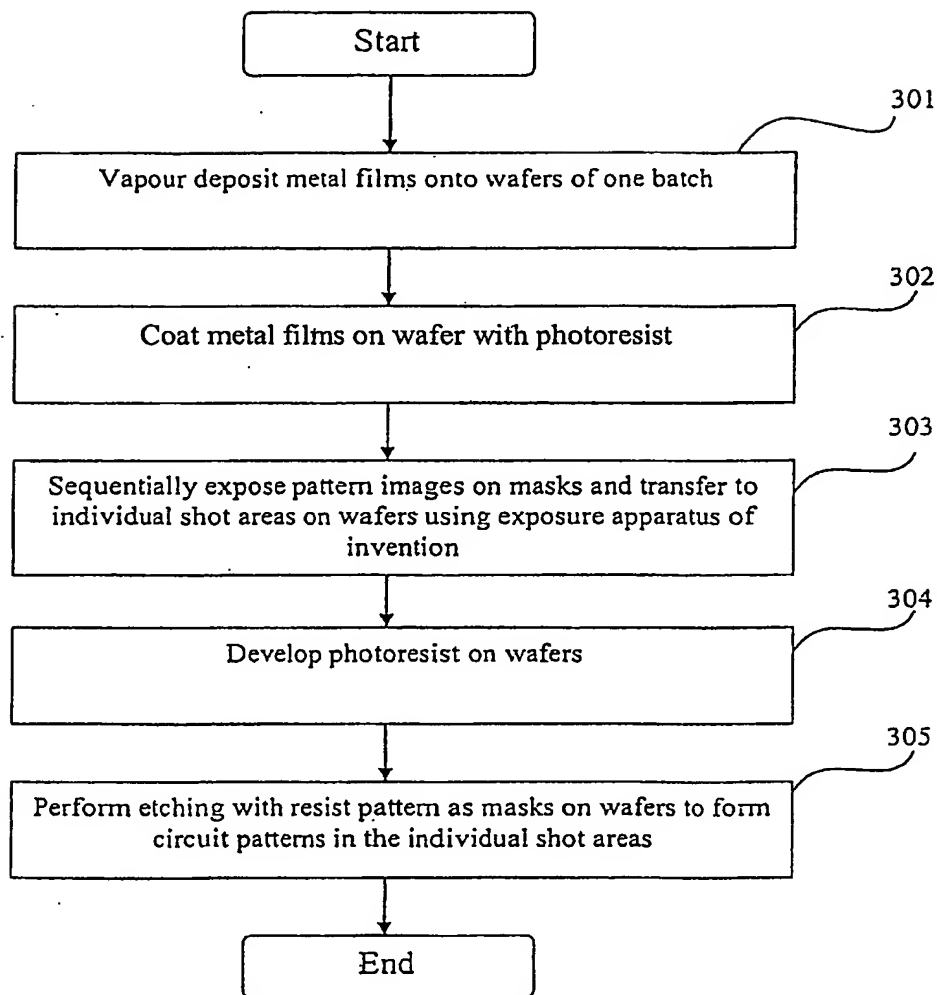 Start
301
Vapour deposit metal films onto wafers of one batch
302
Coat metal films on wafer with photoresist
303
Sequentially expose pattern images on masks and transfer to
individual shot areas on wafers using exposure apparatus of
invention
304
Develop photoresist on wafers
305
Perform etching with resist pattern as masks on wafers to form
circuit patterns in the individual shot areas
End